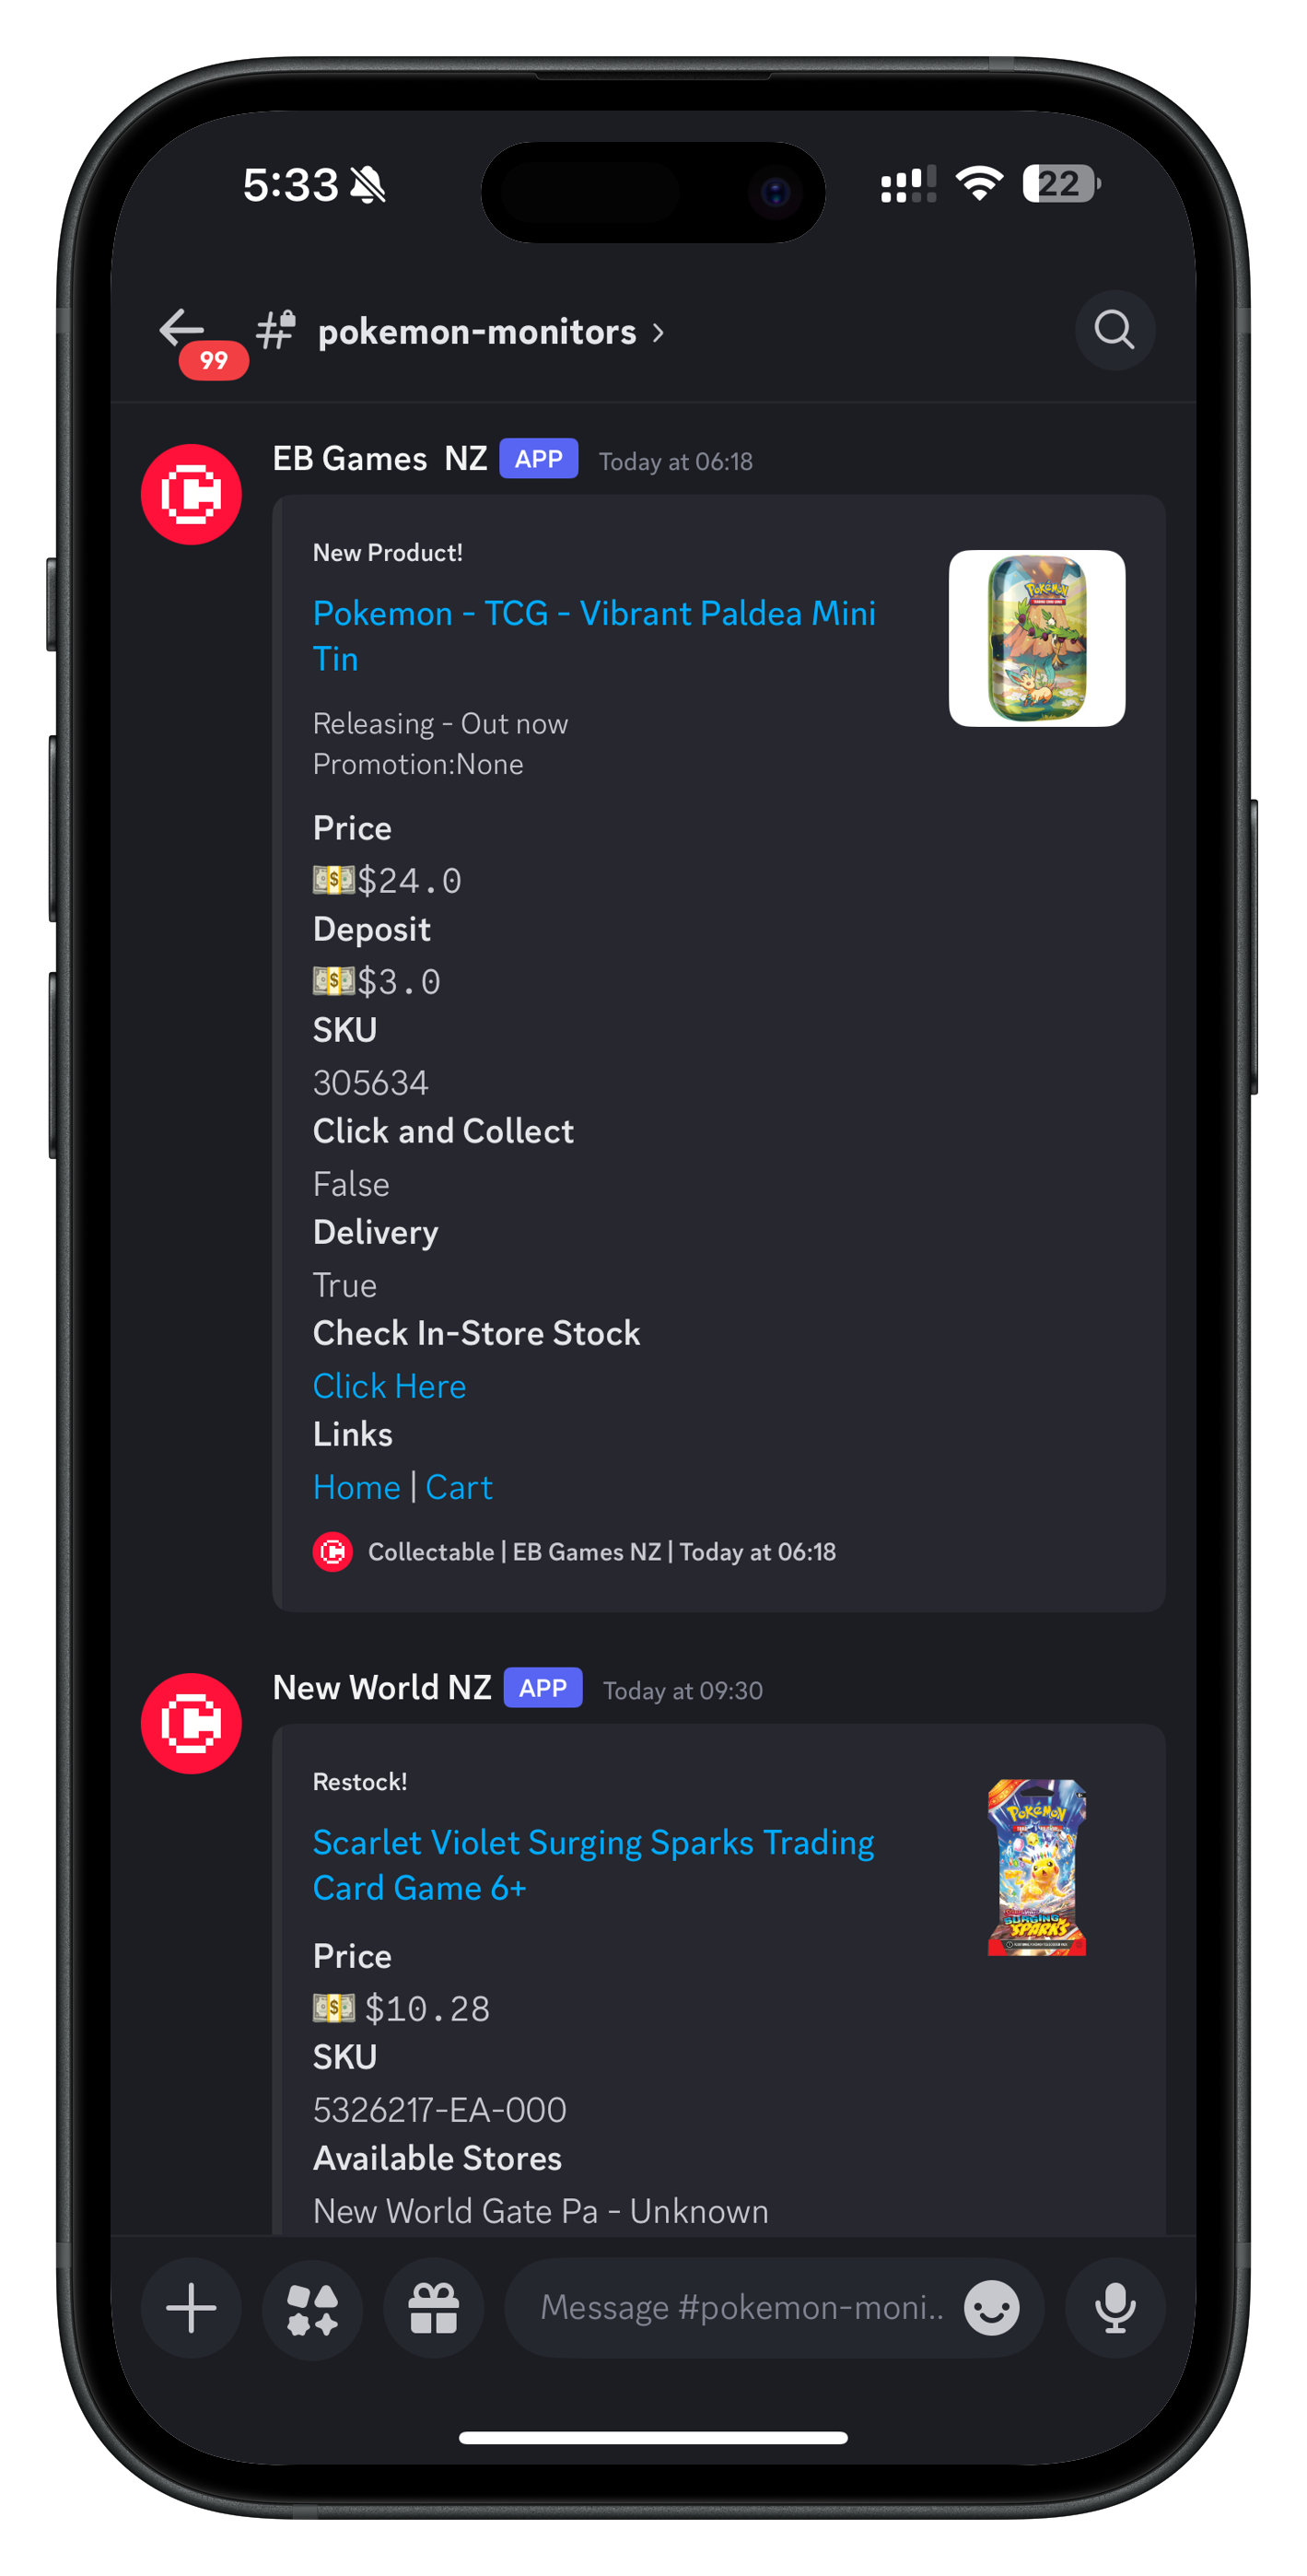 5:33
22
99
pokemon-monitors
EB Games NZ APP Today at 06:18
New Product!
Pokemon - TCG - Vibrant Paldea Mini
Tin
Releasing - Out now
Promotion:None
Price
$24.0
Deposit
$3.0
SKU
305634
Click and Collect
False
Delivery
True
Check In-Store Stock
Click Here
Links
Home | Cart
Collectable | EB Games NZ | Today at 06:18
New World NZ APP Today at 09:30
Restock!
Scarlet Violet Surging Sparks Trading
Card Game 6+
POKéMON
SURGING
SPARKS
Price
$10.28
SKU
5326217-EA-000
Available Stores
New World Gate Pa - Unknown
Message #pokemon-moni..